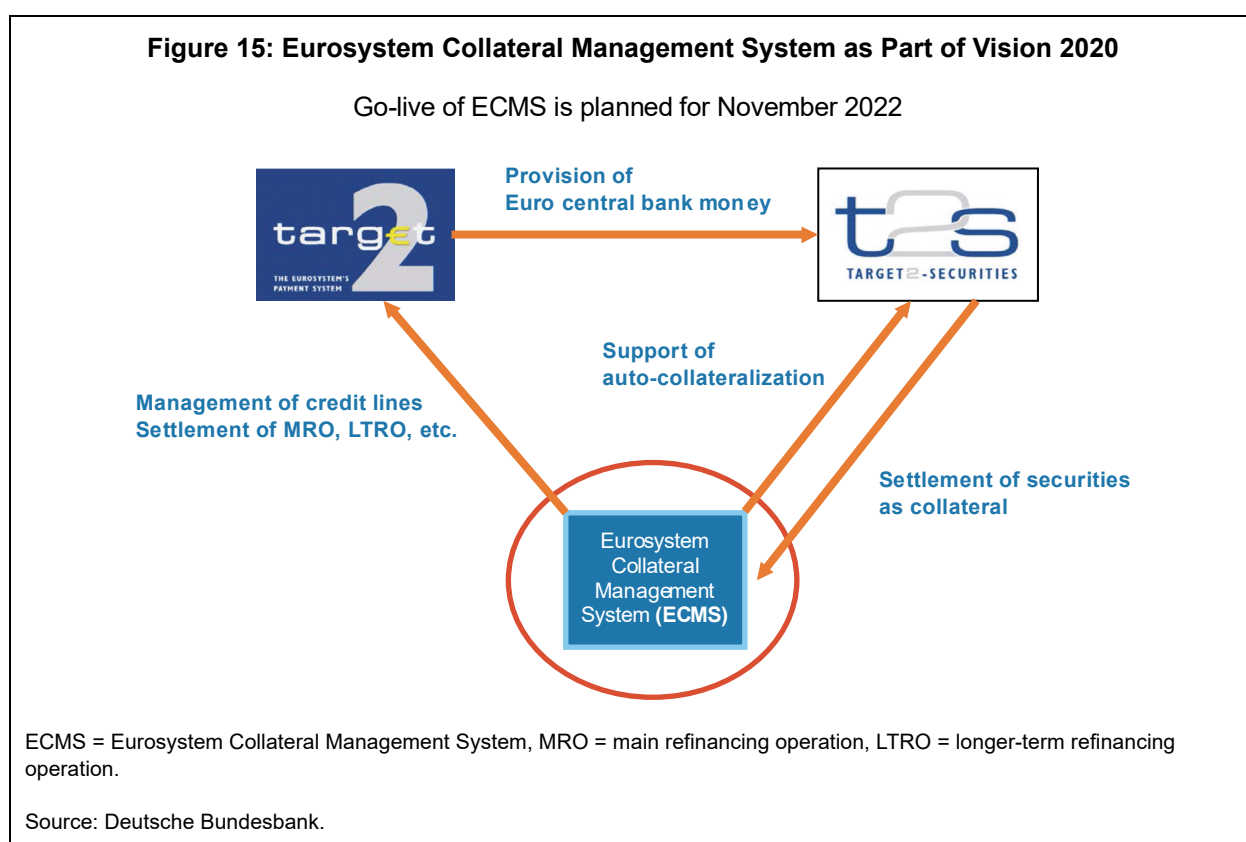 Figure 15: Eurosystem Collateral Management System as Part of Vision 2020
Go-live of ECMS is planned for November 2022
target 2
THE EUROSYSTEM'S
PAYMENT SYSTEM
Provision of
Euro central bank money
t2s
TARGET2-SECURITIES
Support of
auto-collateralization
Management of credit lines
Settlement of MRO, LTRO, etc.
Settlement of securities
as collateral
Eurosystem
Collateral
Management
System (ECMS)
ECMS = Eurosystem Collateral Management System, MRO = main refinancing operation, LTRO = longer-term refinancing
operation.
Source: Deutsche Bundesbank.